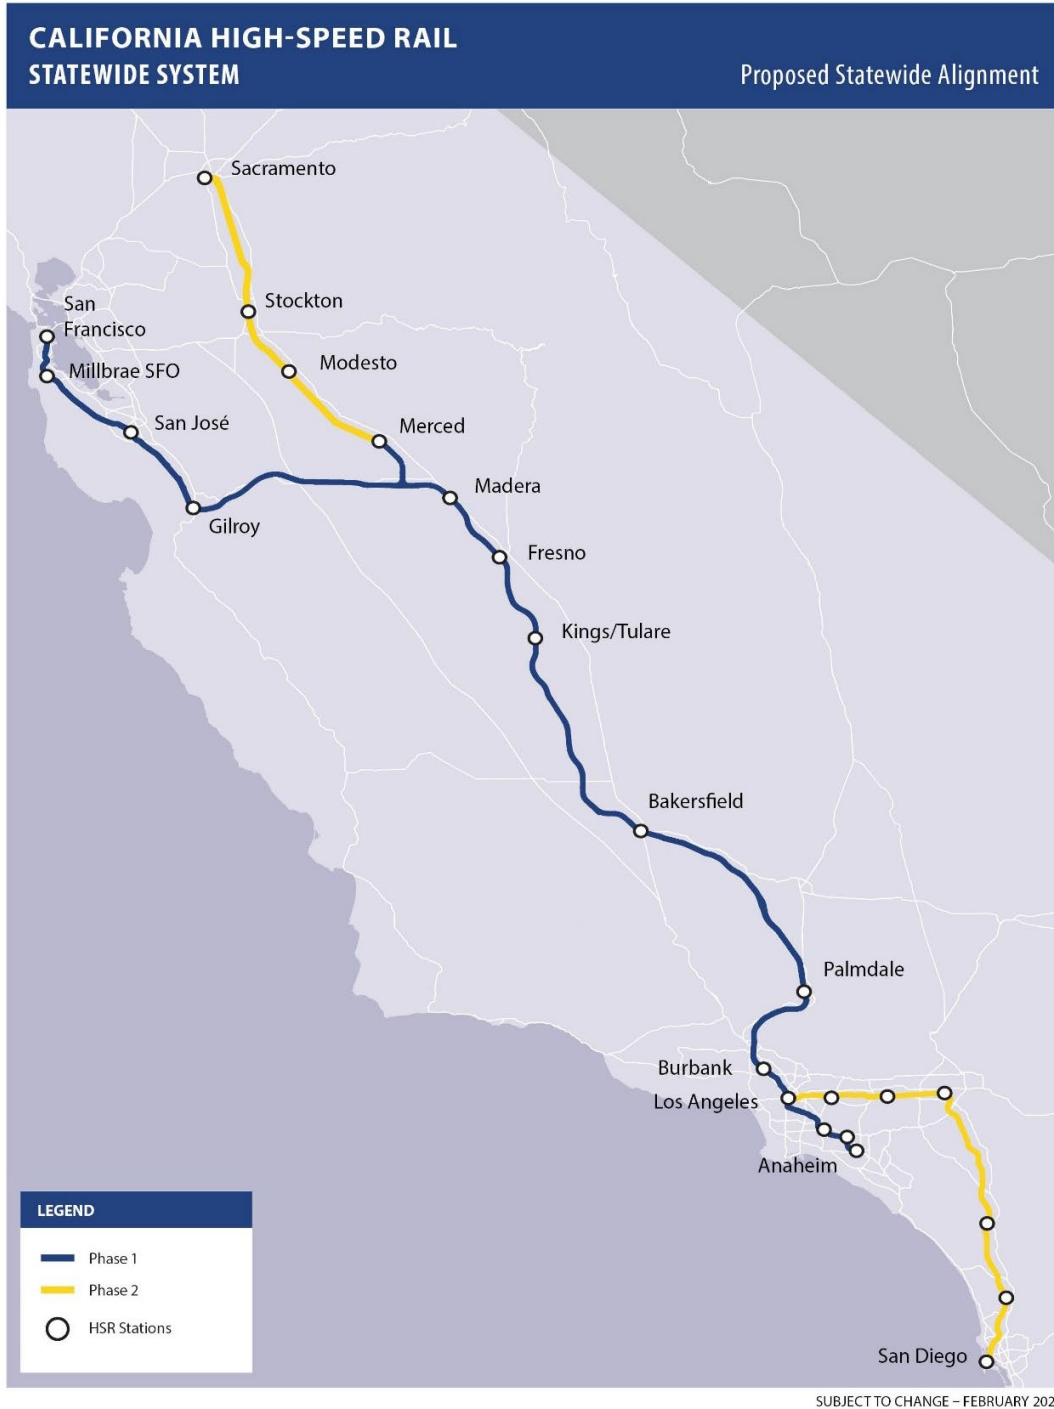 CALIFORNIA HIGH-SPEED RAIL
STATEWIDE SYSTEM
Proposed Statewide Alignment
Sacramento
Stockton
San
Francisco
Modesto
Millbrae SFO
San José
Merced
Madera
Gilroy
Fresno
Kings/Tulare
Bakersfield
Palmdale
Burbank
Los Angeles
Anaheim
LEGEND
Phase 1
Phase 2
HSR Stations
San Diego
SUBJECT TO CHANGE – FEBRUARY 202